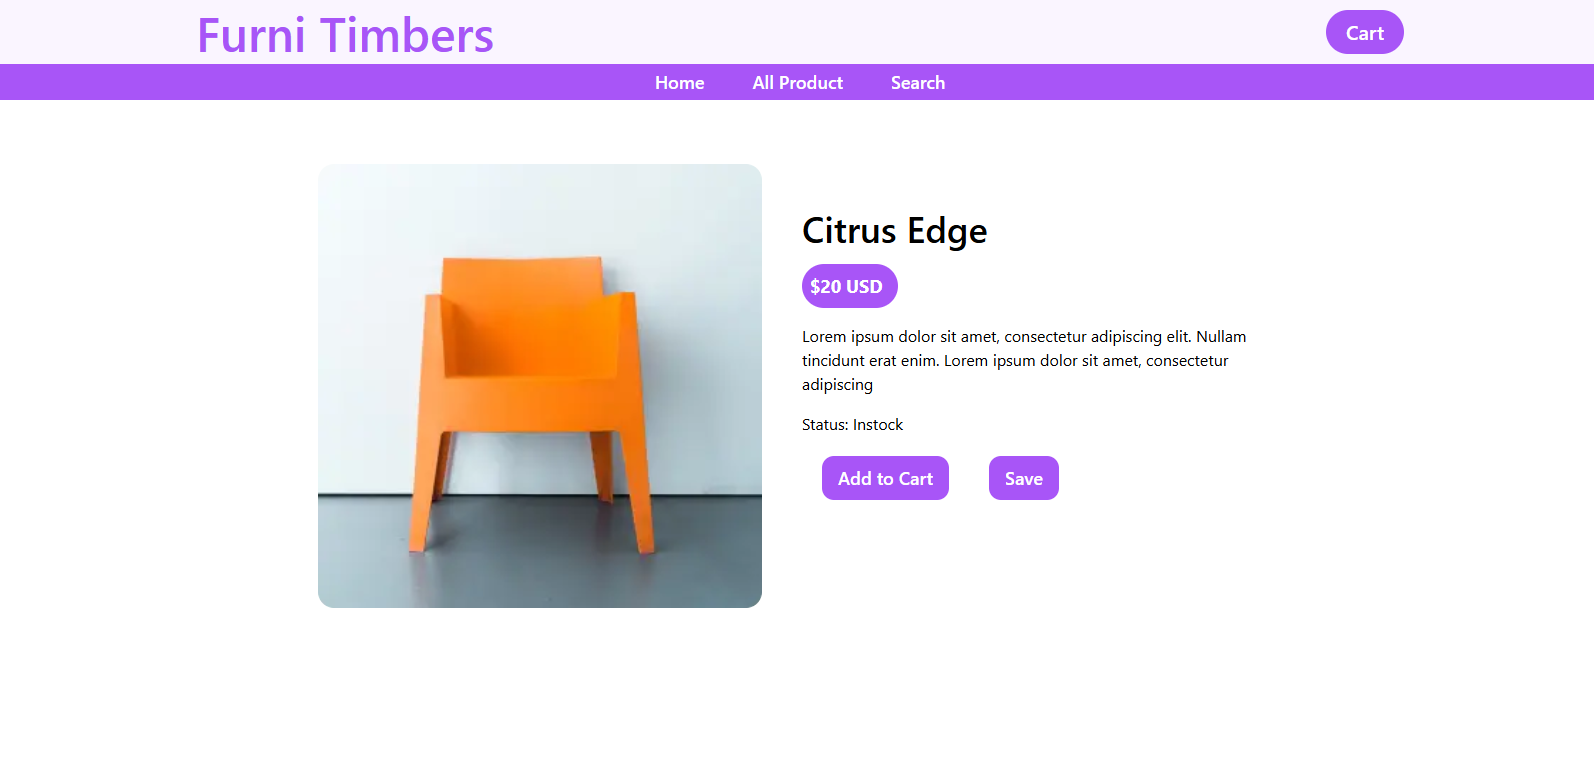 Furni Timbers
Cart
Home All Product Search
Citrus Edge
$20 USD
Lorem ipsum dolor sit amet, consectetur adipiscing elit. Nullam
tincidunt erat enim. Lorem ipsum dolor sit amet, consectetur
adipiscing
Status: Instock
Add to Cart Save